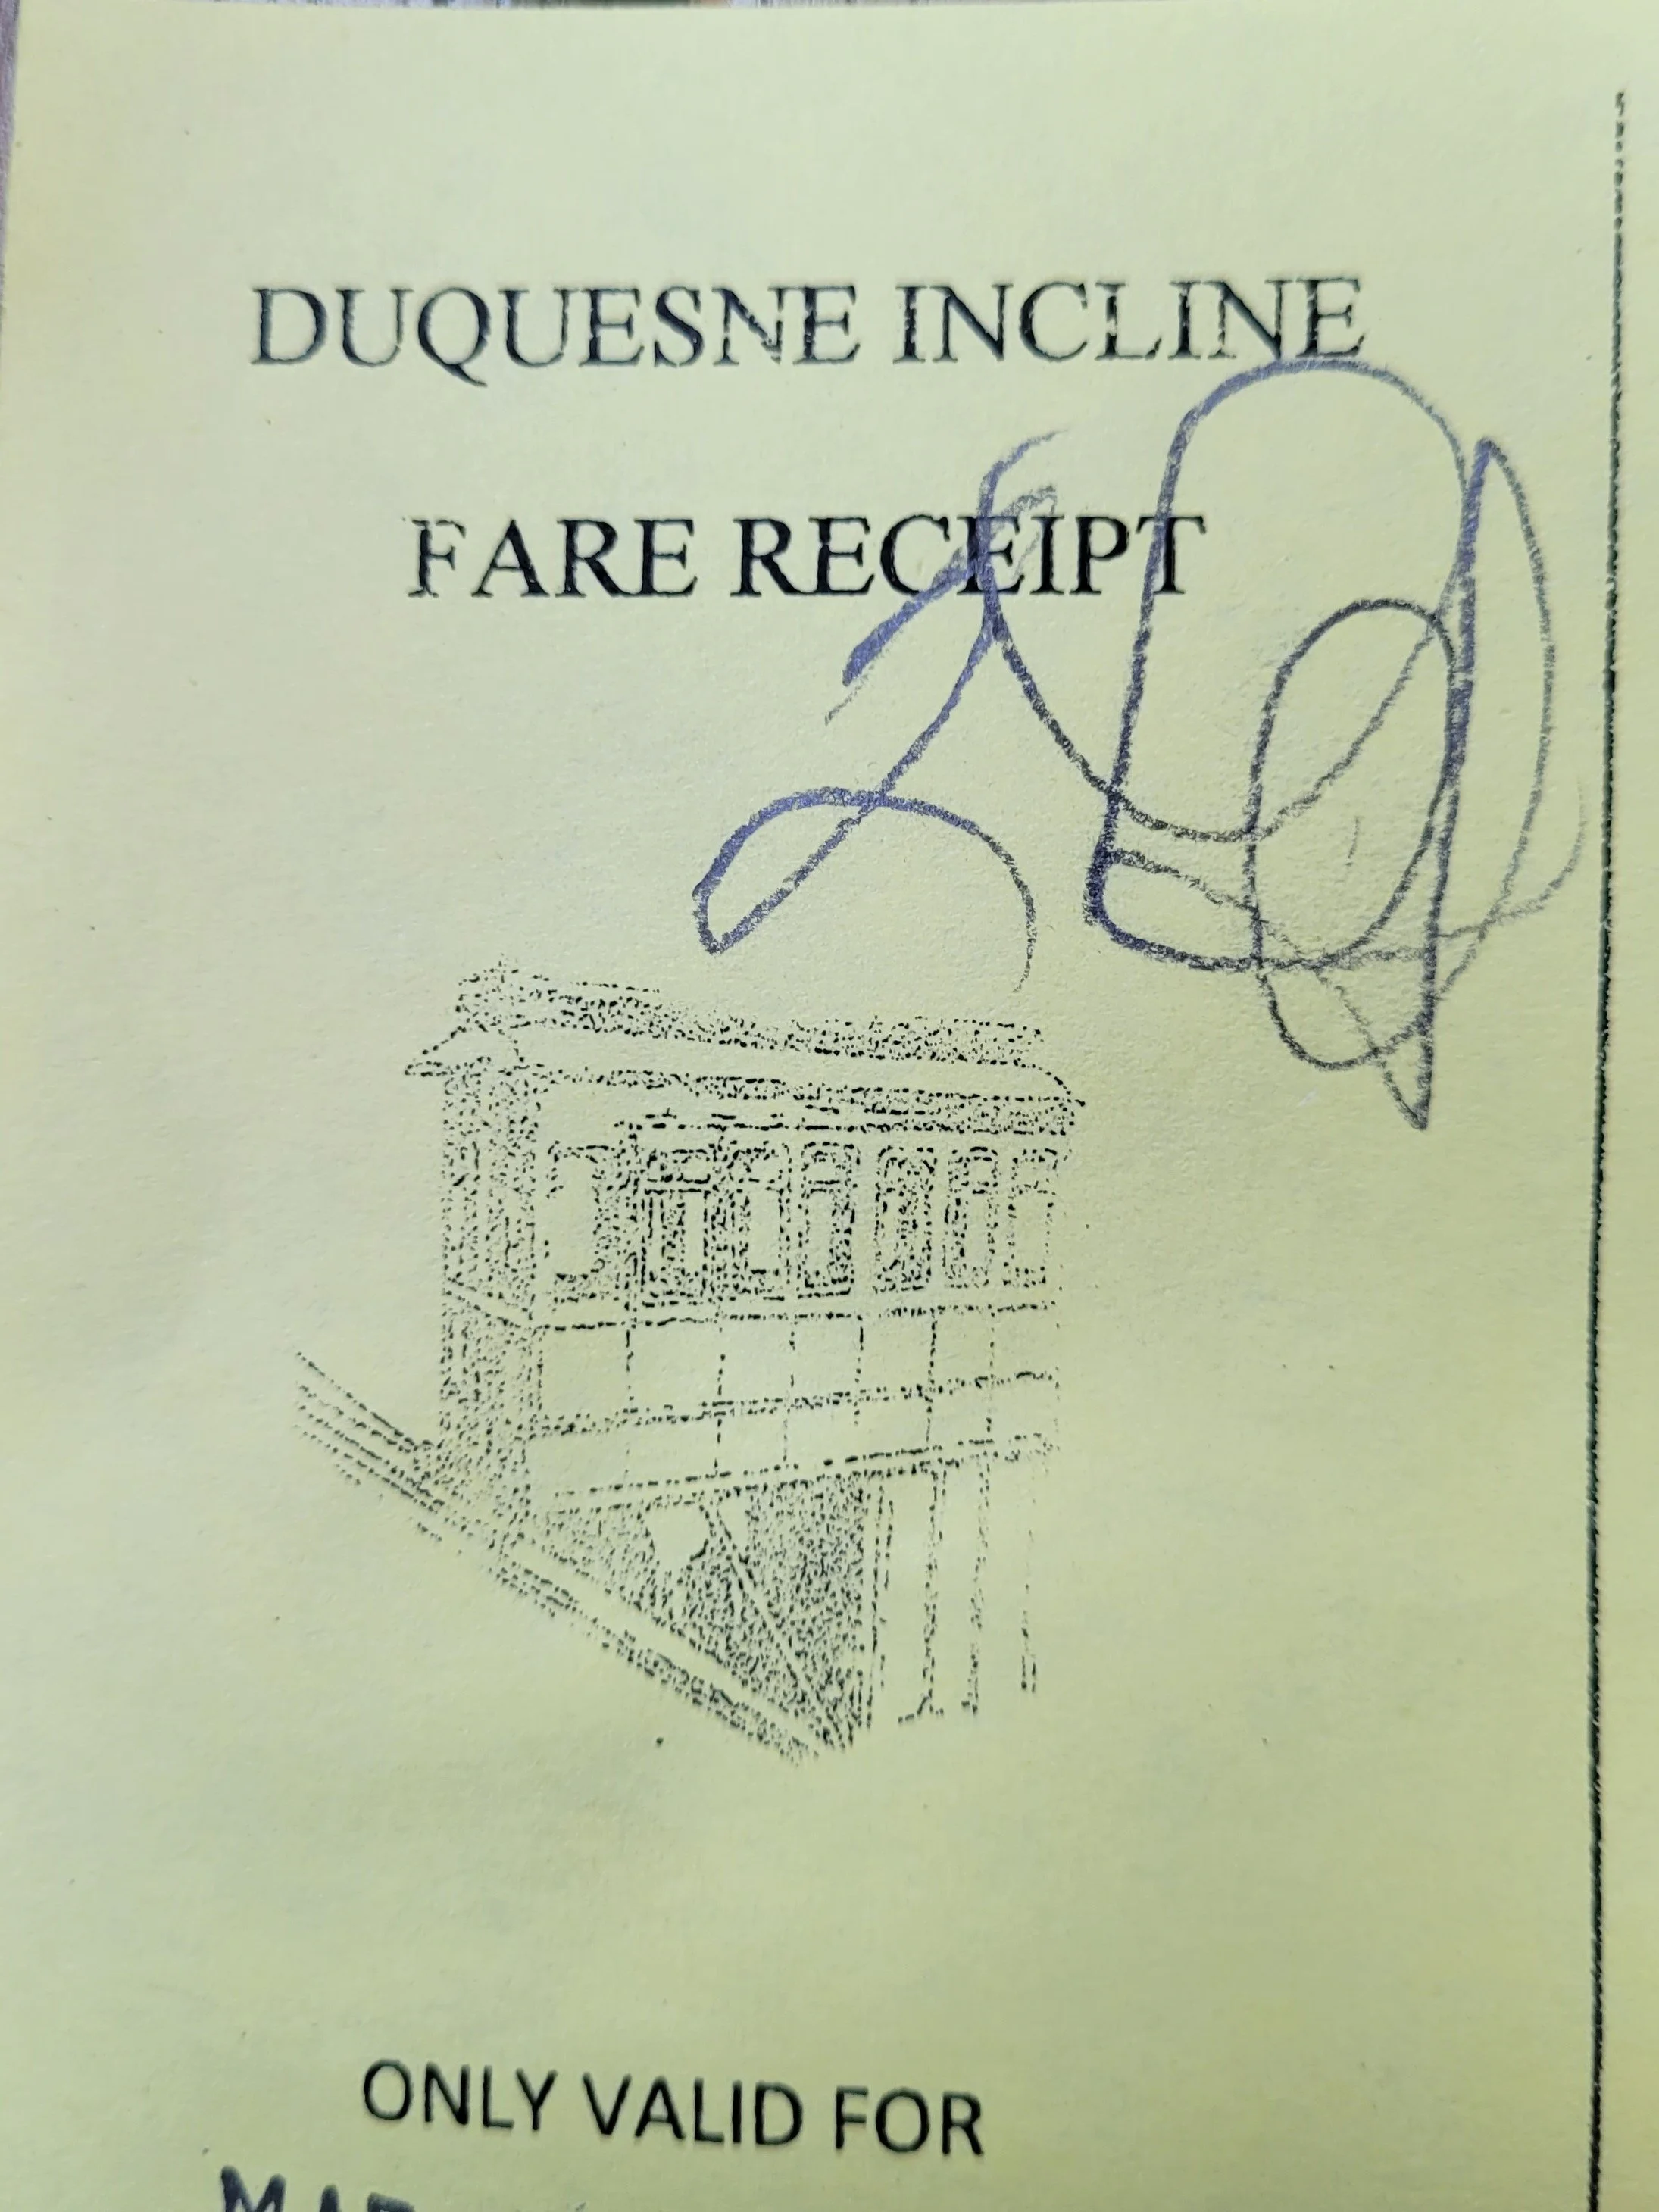 DUQUESNE INCLINE
FARE RECEIPT
ONLY VALID FOR